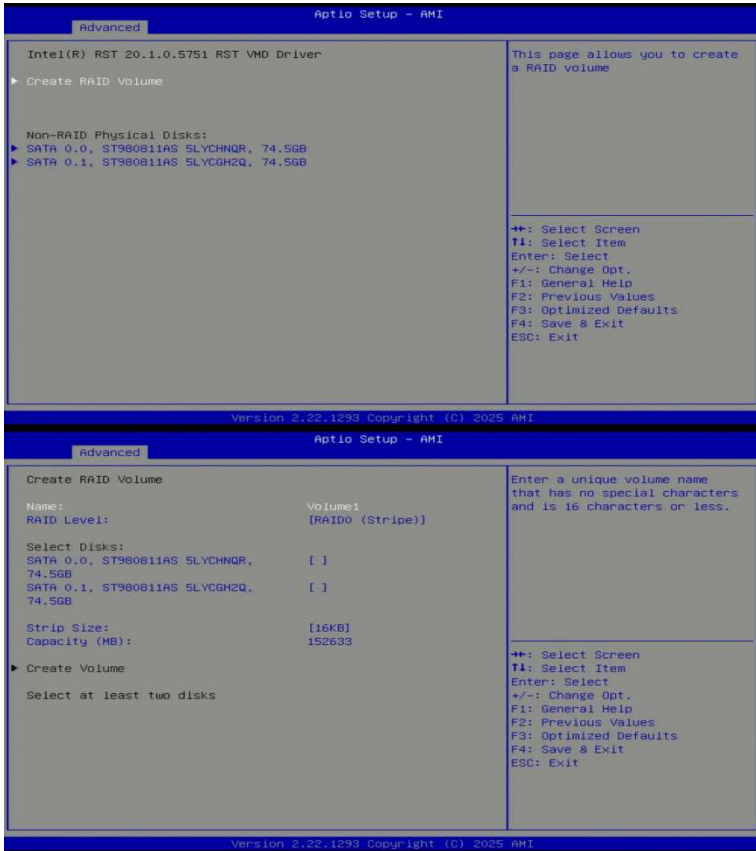 Aptio Setup - AMI
Advanced
Intel(R) RST 20.1.0.5751 RST VMD Driver
▶ Create RAID Volume
Non-RAID Physical Disks:
▶ SATA 0.0, ST980811AS 5LYCHNQR, 74.5GB
▶ SATA 0.1, ST980811AS 5LYCGH2Q, 74.5GB
This page allows you to create
a RAID volume
→←: Select Screen
↑↓: Select Item
Enter: Select
+/-: Change Opt.
F1: General Help
F2: Previous Values
F3: Optimized Defaults
F4: Save & Exit
ESC: Exit
Version 2.22.1293 Copyright (C) 2025 AMI
Aptio Setup - AMI
Advanced
Create RAID Volume
Name: Volume1
RAID Level: [RAID0 (Stripe)]
Select Disks:
SATA 0.0, ST980811AS 5LYCHNQR, [ ]
74.5GB
SATA 0.1, ST980811AS 5LYCGH2Q, [ ]
74.5GB
Strip Size: [16KB]
Capacity (MB): 152633
▶ Create Volume
Select at least two disks
Enter a unique volume name
that has no special characters
and is 16 characters or less.
→←: Select Screen
↑↓: Select Item
Enter: Select
+/-: Change Opt.
F1: General Help
F2: Previous Values
F3: Optimized Defaults
F4: Save & Exit
ESC: Exit
Version 2.22.1293 Copyright (C) 2025 AMI